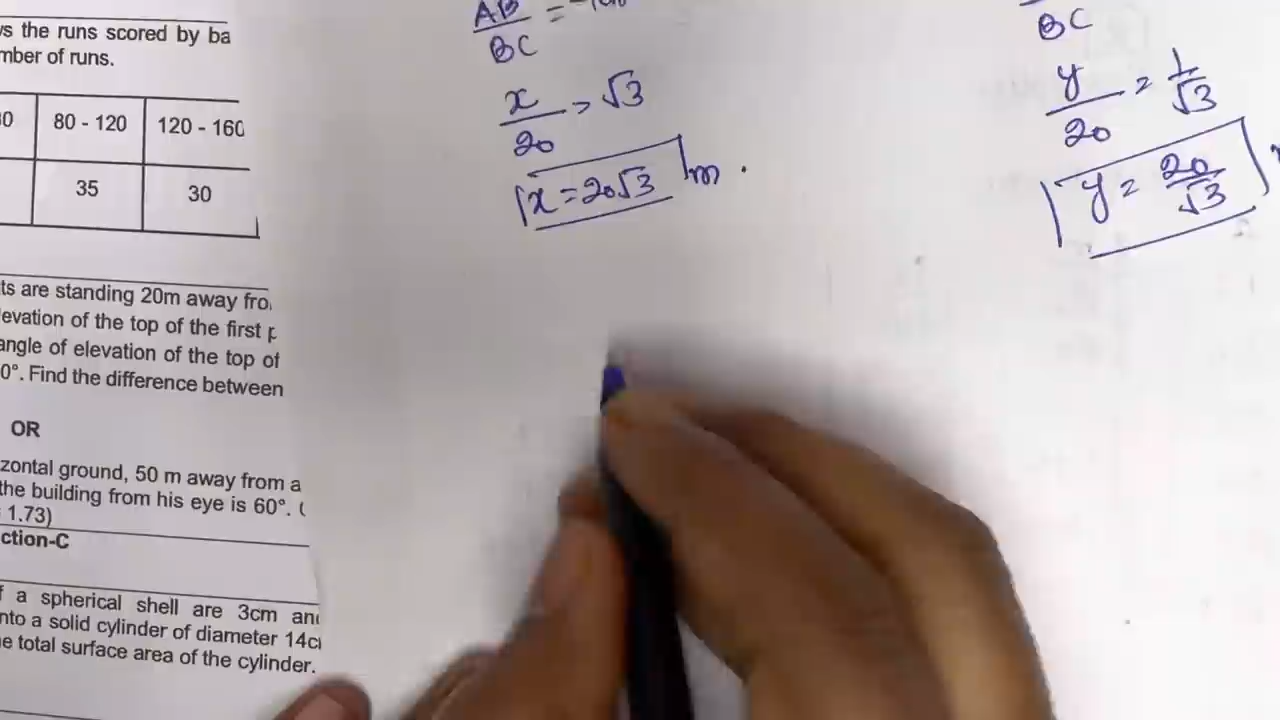 s the runs scored by ba
mber of runs.
0 80 - 120 120 - 160
35 30
ts are standing 20m away fro
evation of the top of the first p
angle of elevation of the top of
0°. Find the difference between
OR
zontal ground, 50 m away from a
the building from his eye is 60°. (
1.73)
ction-C
f a spherical shell are 3cm and
nto a solid cylinder of diameter 14c
e total surface area of the cylinder.
AB/BC =
x/20 = √3
x = 20√3 m.
BC
y/20 = 1/√3
y = 20/√3